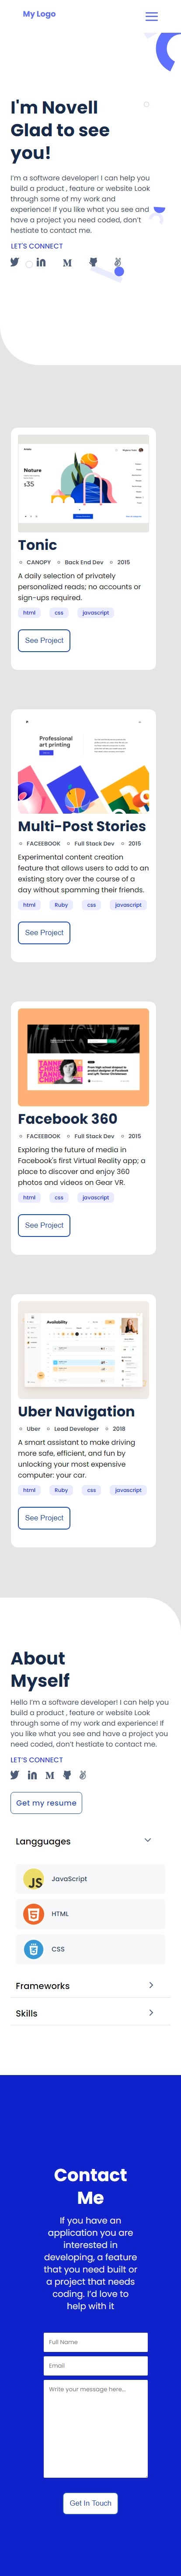 My Logo
I'm Novell
Glad to see
you!
I'm a software developer! I can help you
build a product , feature or website Look
through some of my work and
experience! If you like what you see and
have a project you need coded, don't
hestiate to contact me.
LET'S CONNECT
Nature
$35
Tonic
CANOPY Back End Dev 2015
A daily selection of privately
personalized reads; no accounts or
sign-ups required.
html css javascript
See Project
Professional
art printing
Multi-Post Stories
FACEEBOOK Full Stack Dev 2015
Experimental content creation
feature that allows users to add to an
existing story over the course of a
day without spamming their friends.
html Ruby css javascript
See Project
Facebook 360
FACEEBOOK Full Stack Dev 2015
Exploring the future of media in
Facebook's first Virtual Reality app; a
place to discover and enjoy 360
photos and videos on Gear VR.
html css javascript
See Project
Availability
Uber Navigation
Uber Lead Developer 2018
A smart assistant to make driving
more safe, efficient, and fun by
unlocking your most expensive
computer: your car.
html Ruby css javascript
See Project
About
Myself
Hello I'm a software developer! I can help you
build a product , feature or website Look
through some of my work and experience! If
you like what you see and have a project you
need coded, don't hestiate to contact me.
LET'S CONNECT
Get my resume
Langguages
JS JavaScript
HTML
CSS
Frameworks
Skills
Contact
Me
If you have an
application you are
interested in
developing, a feature
that you need built or
a project that needs
coding. I'd love to
help with it
Full Name
Email
Write your message here...
Get In Touch